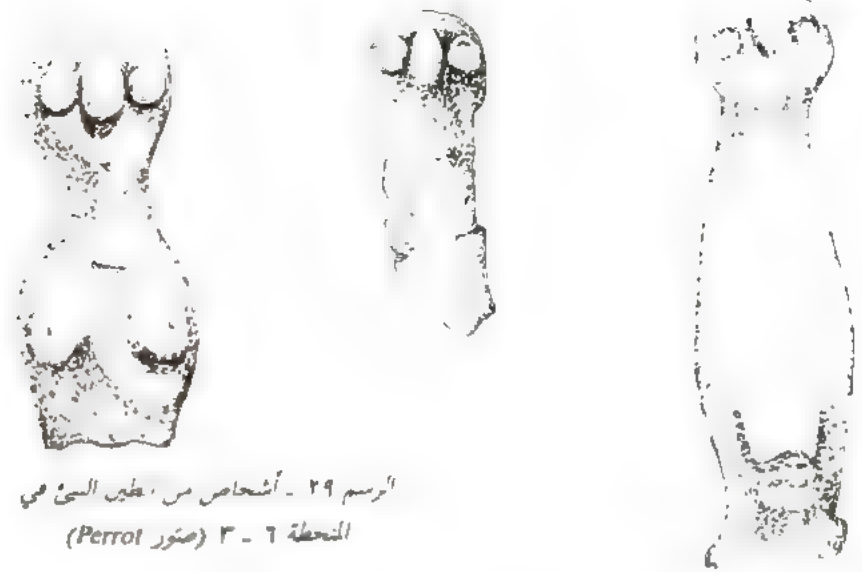 الرسم ٢٩ - أشخاص من الطين النيئ في
المحطة ٦ - ٣ (صور Perrot)